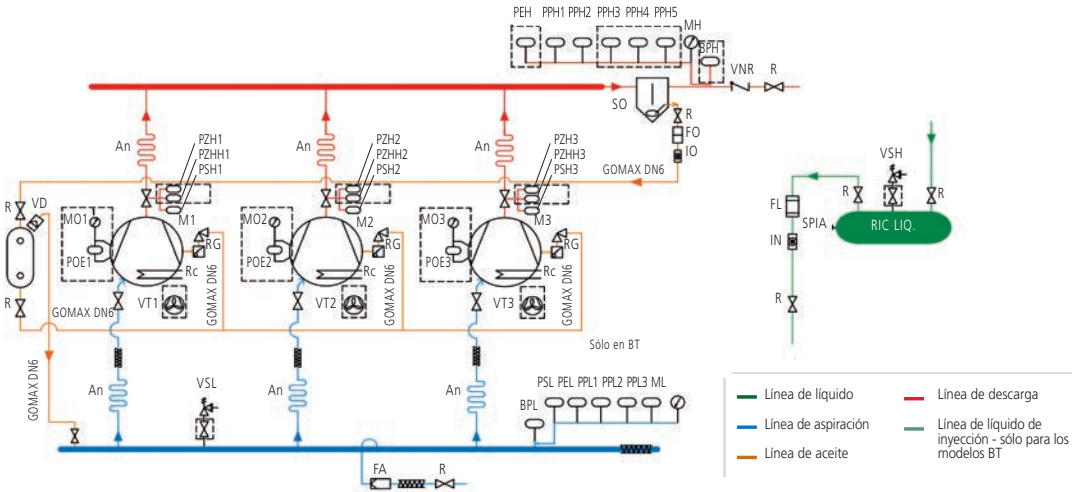 PEH PPH1 PPH2 PPH3 PPH4 PPH5 MH
BPH
VNR R
SO
R
FO
IO
GOMAX DN6
An An An
PZH1
PZHH1
PSH1
PZH2
PZHH2
PSH2
PZH3
PZHH3
PSH3
R VD
MO1 M1
RG
POE1
Rc
MO2 M2
RG
POE2
Rc
MO3 M3
RG
POE3
Rc
R
GOMAX DN6
VT1
GOMAX DN6
VT2
GOMAX DN6
VT3
GOMAX DN6
Sólo en BT
GOMAX DN6
An
VSL
An
An
PSL PEL PPL1 PPL2 PPL3 ML
BPL
FA R
VSH
R R
FL
SPIA
RIC LIQ.
IN
R
Línea de líquido
Línea de aspiración
Línea de aceite
Línea de descarga
Línea de líquido de
inyección - sólo para los
modelos BT